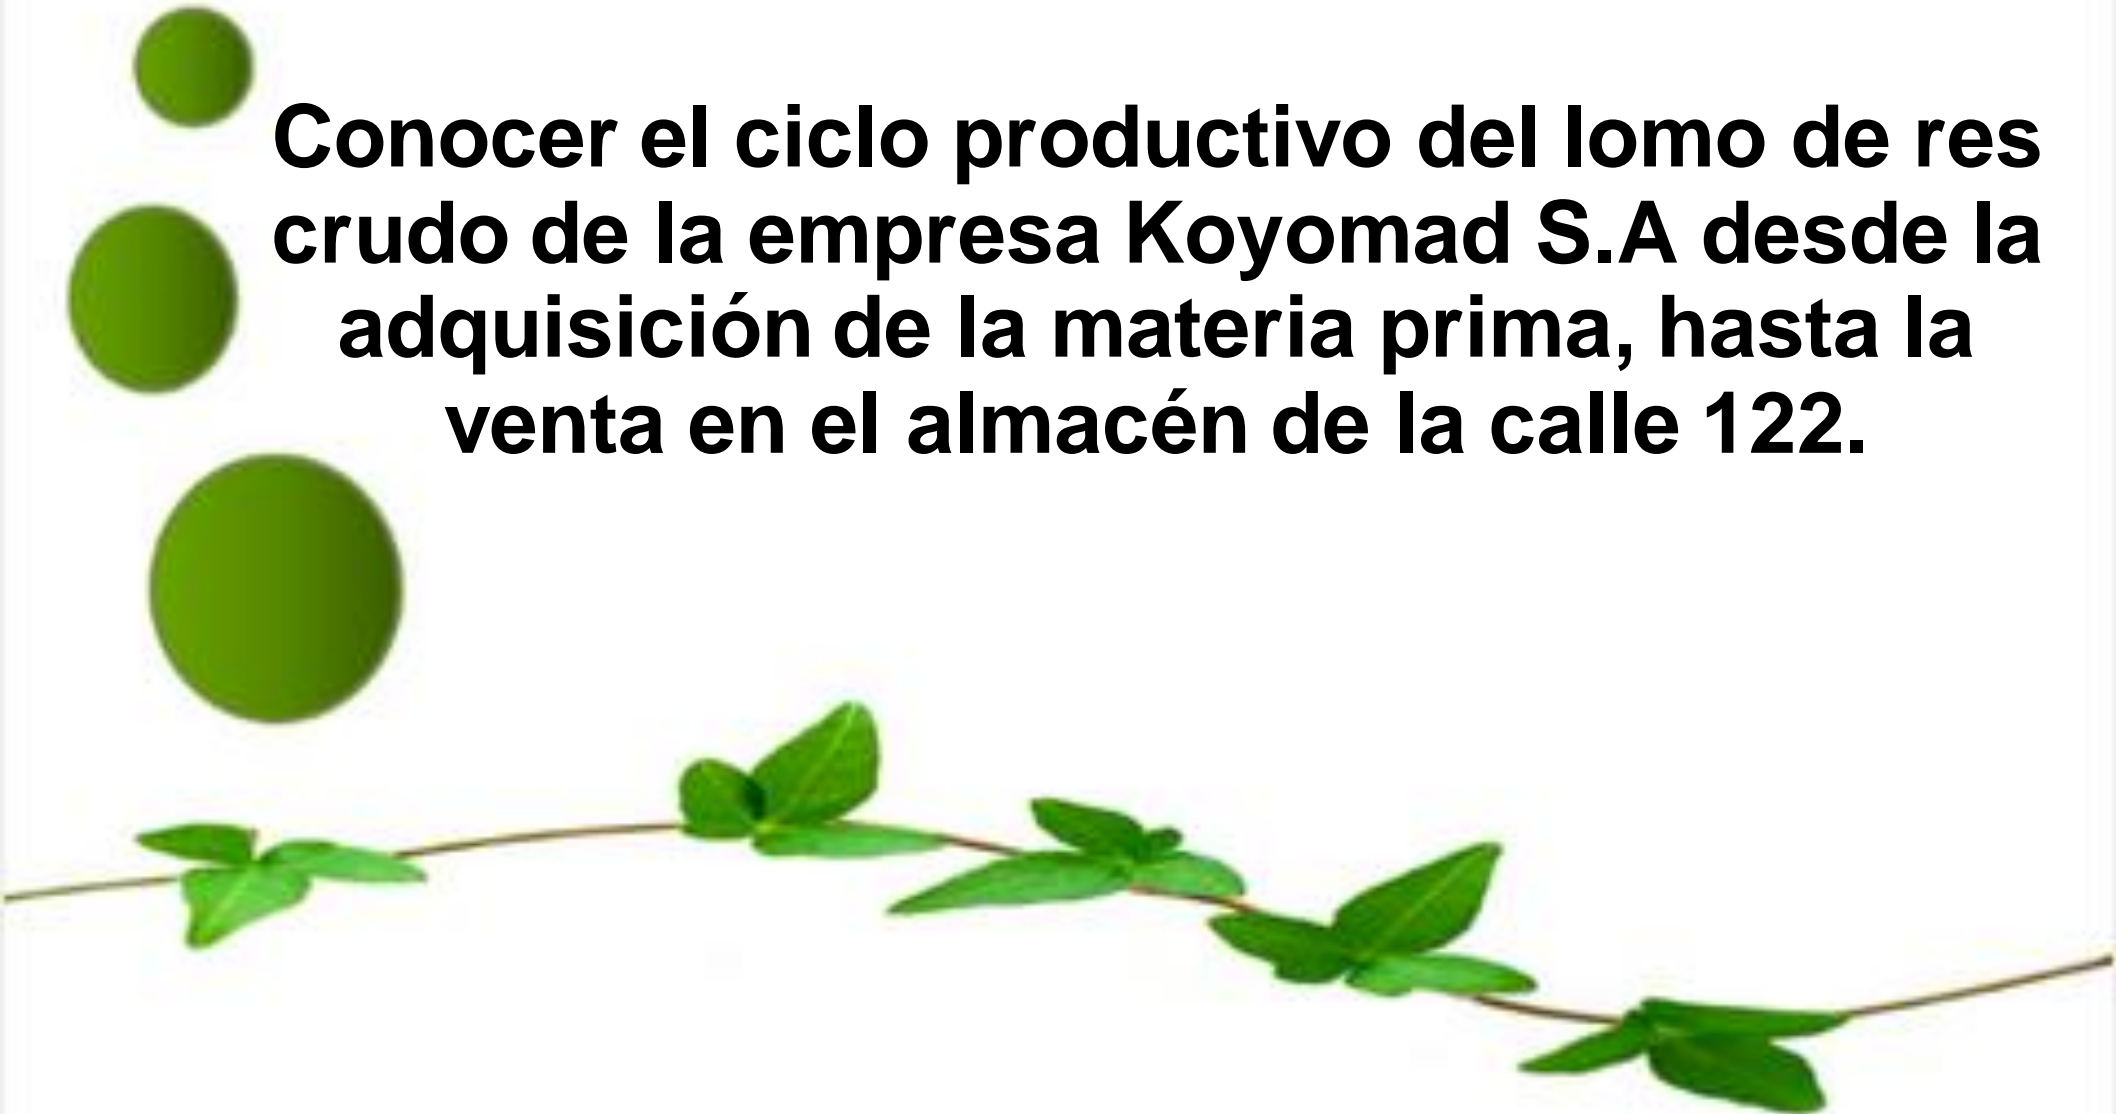 Conocer el ciclo productivo del lomo de res
crudo de la empresa Koyomad S.A desde la
adquisición de la materia prima, hasta la
venta en el almacén de la calle 122.